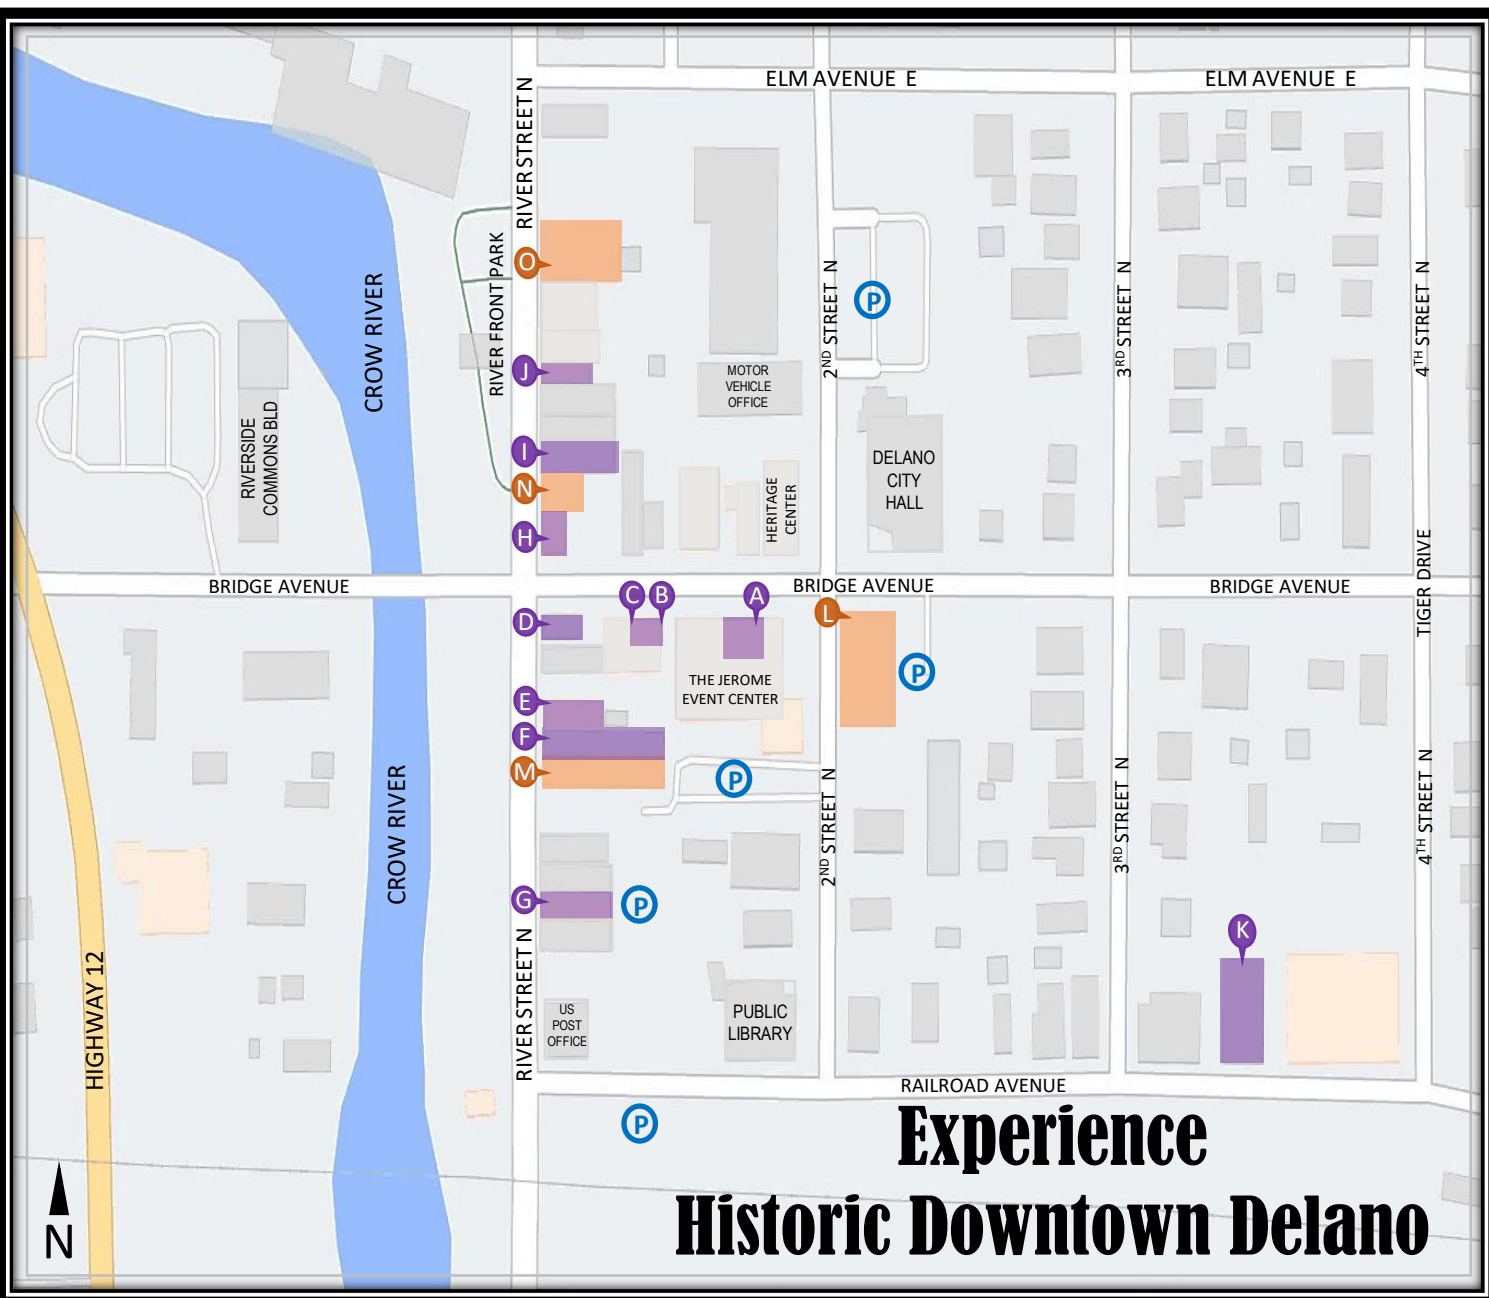 ELM AVENUE E
ELM AVENUE E
RIVER STREET N
O
RIVER FRONT PARK
CROW RIVER
2ND STREET N
P
3RD STREET N
4TH STREET N
J
MOTOR
VEHICLE
OFFICE
RIVERSIDE
COMMONS BLD
I
N
H
HERITAGE
CENTER
DELANO
CITY
HALL
BRIDGE AVENUE
BRIDGE AVENUE
BRIDGE AVENUE
TIGER DRIVE
C
B
A
D
L
THE JEROME
EVENT CENTER
P
E
F
M
P
2ND STREET N
3RD STREET N
4TH STREET N
CROW RIVER
G
P
K
HIGHWAY 12
RIVER STREET N
US
POST
OFFICE
PUBLIC
LIBRARY
RAILROAD AVENUE
P
Experience
Historic Downtown Delano
N